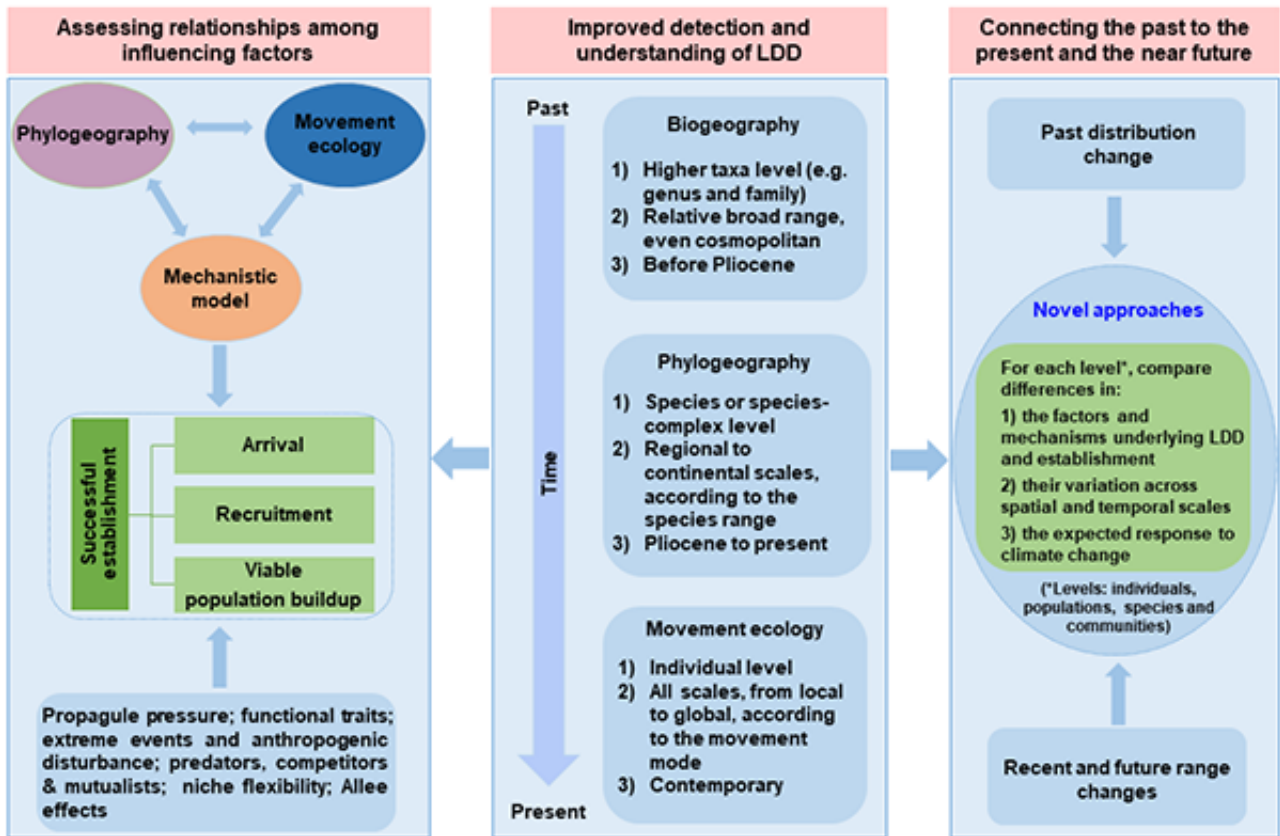 Assessing relationships among
influencing factors
Phylogeography
Movement
ecology
Mechanistic
model
Successful
establishment
Arrival
Recruitment
Viable
population buildup
Propagule pressure; functional traits;
extreme events and anthropogenic
disturbance; predators, competitors
& mutualists; niche flexibility; Allee
effects
Improved detection and
understanding of LDD
Past
Time
Present
Biogeography
1) Higher taxa level (e.g.
genus and family)
2) Relative broad range,
even cosmopolitan
3) Before Pliocene
Phylogeography
1) Species or species-
complex level
2) Regional to
continental scales,
according to the
species range
3) Pliocene to present
Movement ecology
1) Individual level
2) All scales, from local
to global, according
to the movement
mode
3) Contemporary
Connecting the past to the
present and the near future
Past distribution
change
Novel approaches
For each level*, compare
differences in:
1) the factors and
mechanisms underlying LDD
and establishment
2) their variation across
spatial and temporal scales
3) the expected response to
climate change
(*Levels: individuals,
populations, species and
communities)
Recent and future range
changes